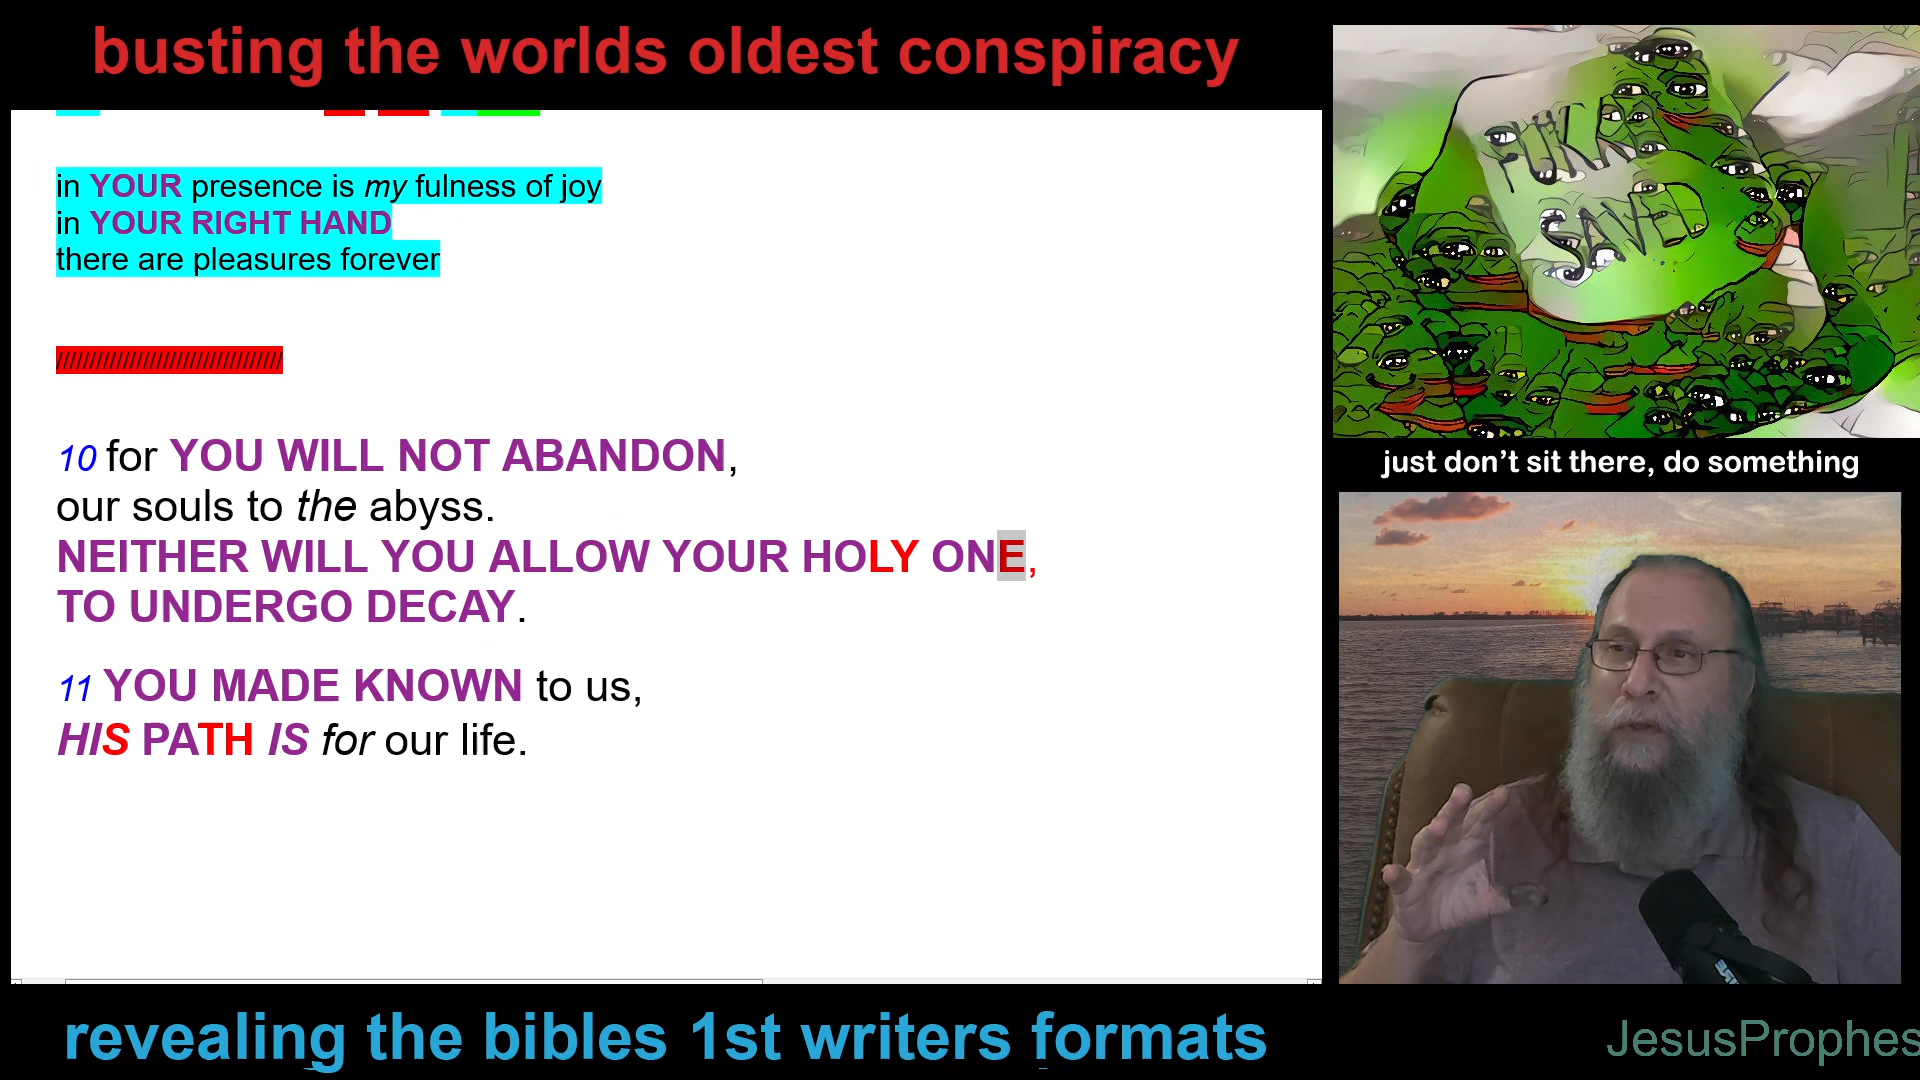 busting the worlds oldest conspiracy
in YOUR presence is my fulness of joy
in YOUR RIGHT HAND
there are pleasures forever
//////////////////////////////////
10 for YOU WILL NOT ABANDON,
our souls to the abyss.
NEITHER WILL YOU ALLOW YOUR HOLY ONE,
TO UNDERGO DECAY.
11 YOU MADE KNOWN to us,
HIS PATH IS for our life.
SAVED
just don't sit there, do something
revealing the bibles 1st writers formats
JesusProphes